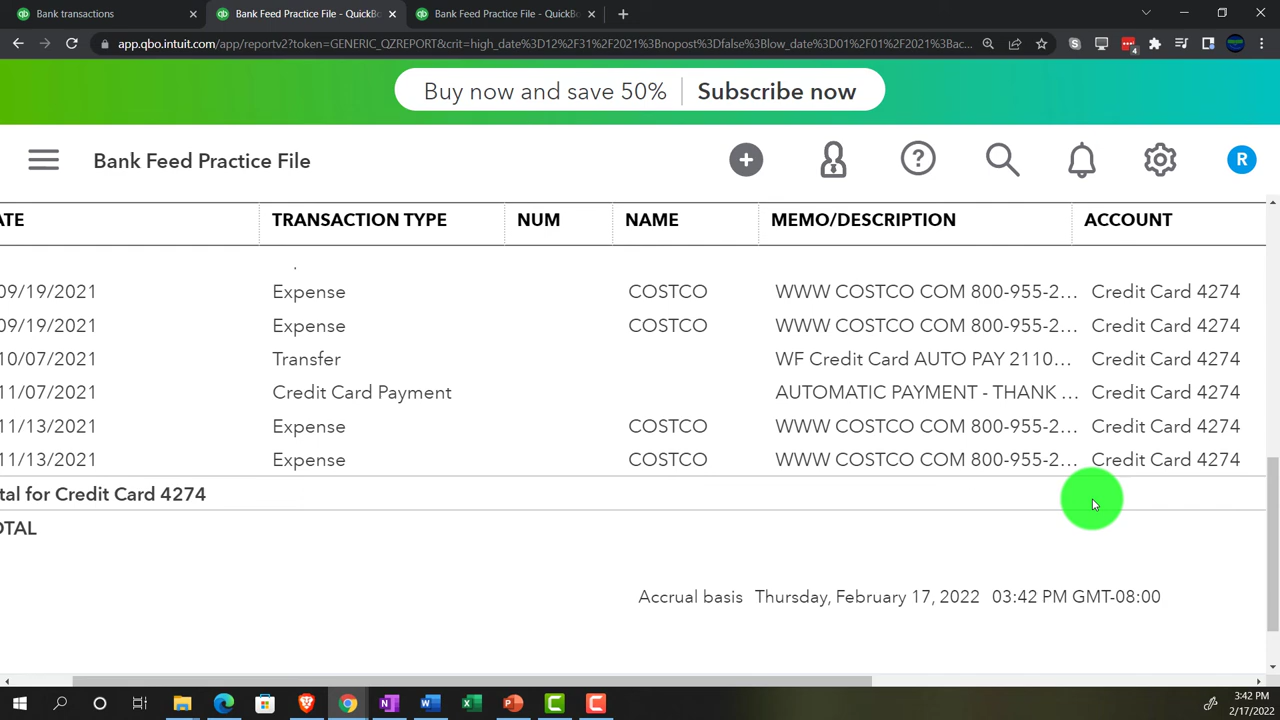 Bank transactions
Bank Feed Practice File - QuickBo
Bank Feed Practice File - QuickBo
app.qbo.intuit.com/app/reportv2?token=GENERIC_QZREPORT&crit=high_date%3D12%2F31%2F2021%3Bnopost%3Dfalse%3Blow_date%3D01%2F01%2F2021%3Bac...
4
Buy now and save 50% Subscribe now
Bank Feed Practice File
R
ATE TRANSACTION TYPE NUM NAME MEMO/DESCRIPTION ACCOUNT
09/19/2021 Expense COSTCO WWW COSTCO COM 800-955-2... Credit Card 4274
09/19/2021 Expense COSTCO WWW COSTCO COM 800-955-2... Credit Card 4274
10/07/2021 Transfer WF Credit Card AUTO PAY 2110... Credit Card 4274
11/07/2021 Credit Card Payment AUTOMATIC PAYMENT - THANK ... Credit Card 4274
11/13/2021 Expense COSTCO WWW COSTCO COM 800-955-2... Credit Card 4274
11/13/2021 Expense COSTCO WWW COSTCO COM 800-955-2... Credit Card 4274
tal for Credit Card 4274
OTAL
Accrual basis Thursday, February 17, 2022 03:42 PM GMT-08:00
3:42 PM
2/17/2022